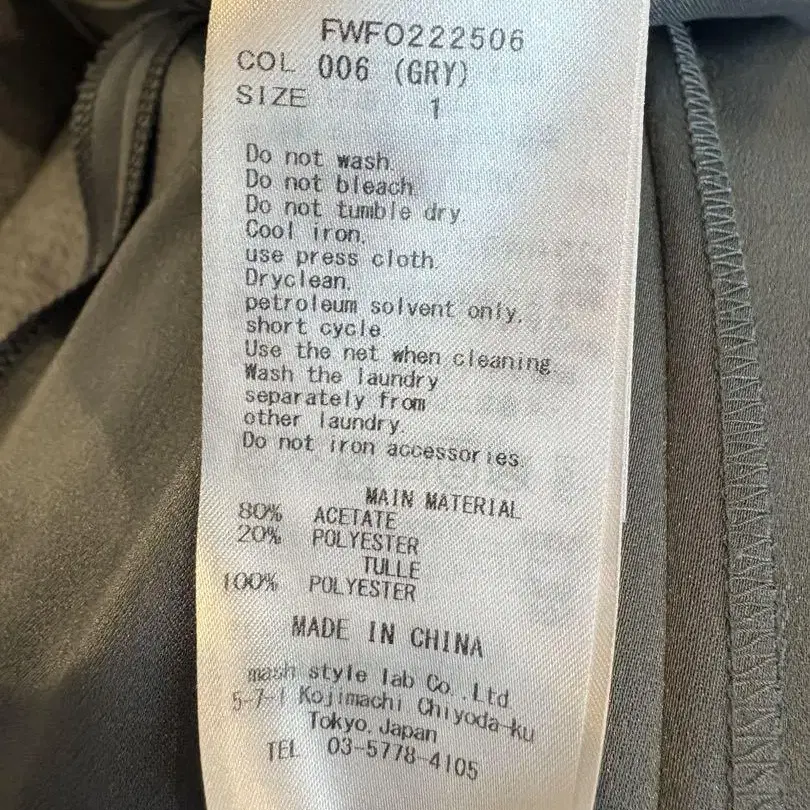 FWFO222506
COL 006 (GRY)
SIZE 1
Do not wash.
Do not bleach.
Do not tumble dry.
Cool iron.
use press cloth.
Dryclean.
petroleum solvent only.
short cycle.
Use the net when cleaning.
Wash the laundry
separately from
other laundry.
Do not iron accessories.
MAIN MATERIAL
80% ACETATE
20% POLYESTER
TULLE
100% POLYESTER
MADE IN CHINA
mash style lab Co.,Ltd.
5-7-1 Kojimachi Chiyoda-ku
Tokyo, Japan
TEL 03-5778-4105